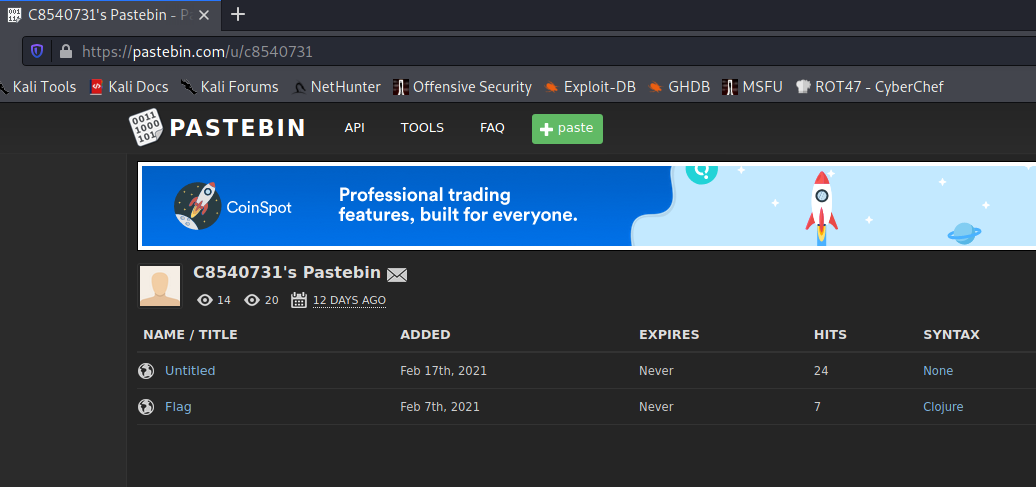 C8540731's Pastebin - P
https://pastebin.com/u/c8540731
Kali Tools Kali Docs Kali Forums NetHunter Offensive Security Exploit-DB GHDB MSFU ROT47 - CyberChef
0011
1000
101
PASTEBIN API TOOLS FAQ paste
CoinSpot
Professional trading
features, built for everyone.
C8540731's Pastebin
14 20 12 DAYS AGO
NAME / TITLE ADDED EXPIRES HITS SYNTAX
Untitled Feb 17th, 2021 Never 24 None
Flag Feb 7th, 2021 Never 7 Clojure